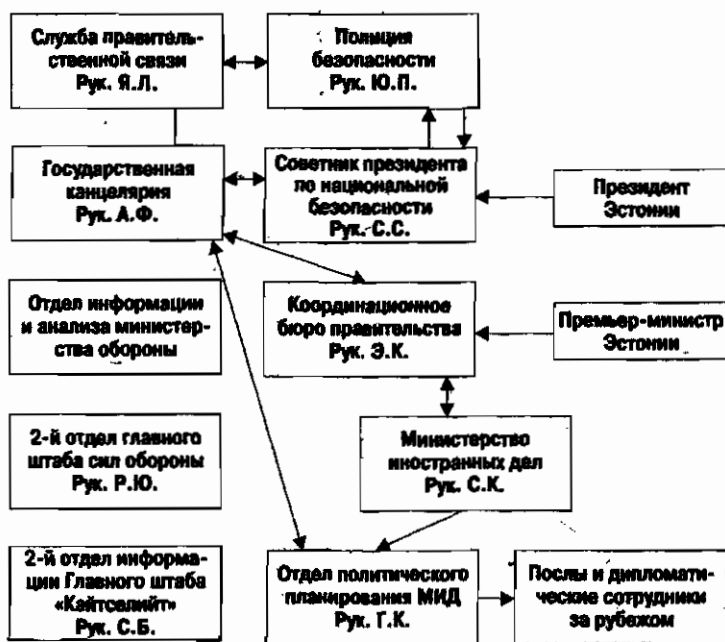 Служба правитель-
ственной связи
Рук. Я.Л.
Полиция
безопасности
Рук. Ю.П.
Государственная
канцелярия
Рук. А.Ф.
Советник президента
по национальной
безопасности
Рук. С.С.
Президент
Эстонии
Отдел информации
и анализа министер-
ства обороны
Координационное
бюро правительства
Рук. Э.К.
Премьер-министр
Эстонии
2-й отдел главного
штаба сил обороны
Рук. Р.Ю.
Министерство
иностранных дел
Рук. С.К.
2-й отдел информа-
ции Главного штаба
«Кайтселийт»
Рук. С.Б.
Отдел политического
планирования МИД
Рук. Г.К.
Послы и дипломати-
ческие сотрудники
за рубежом